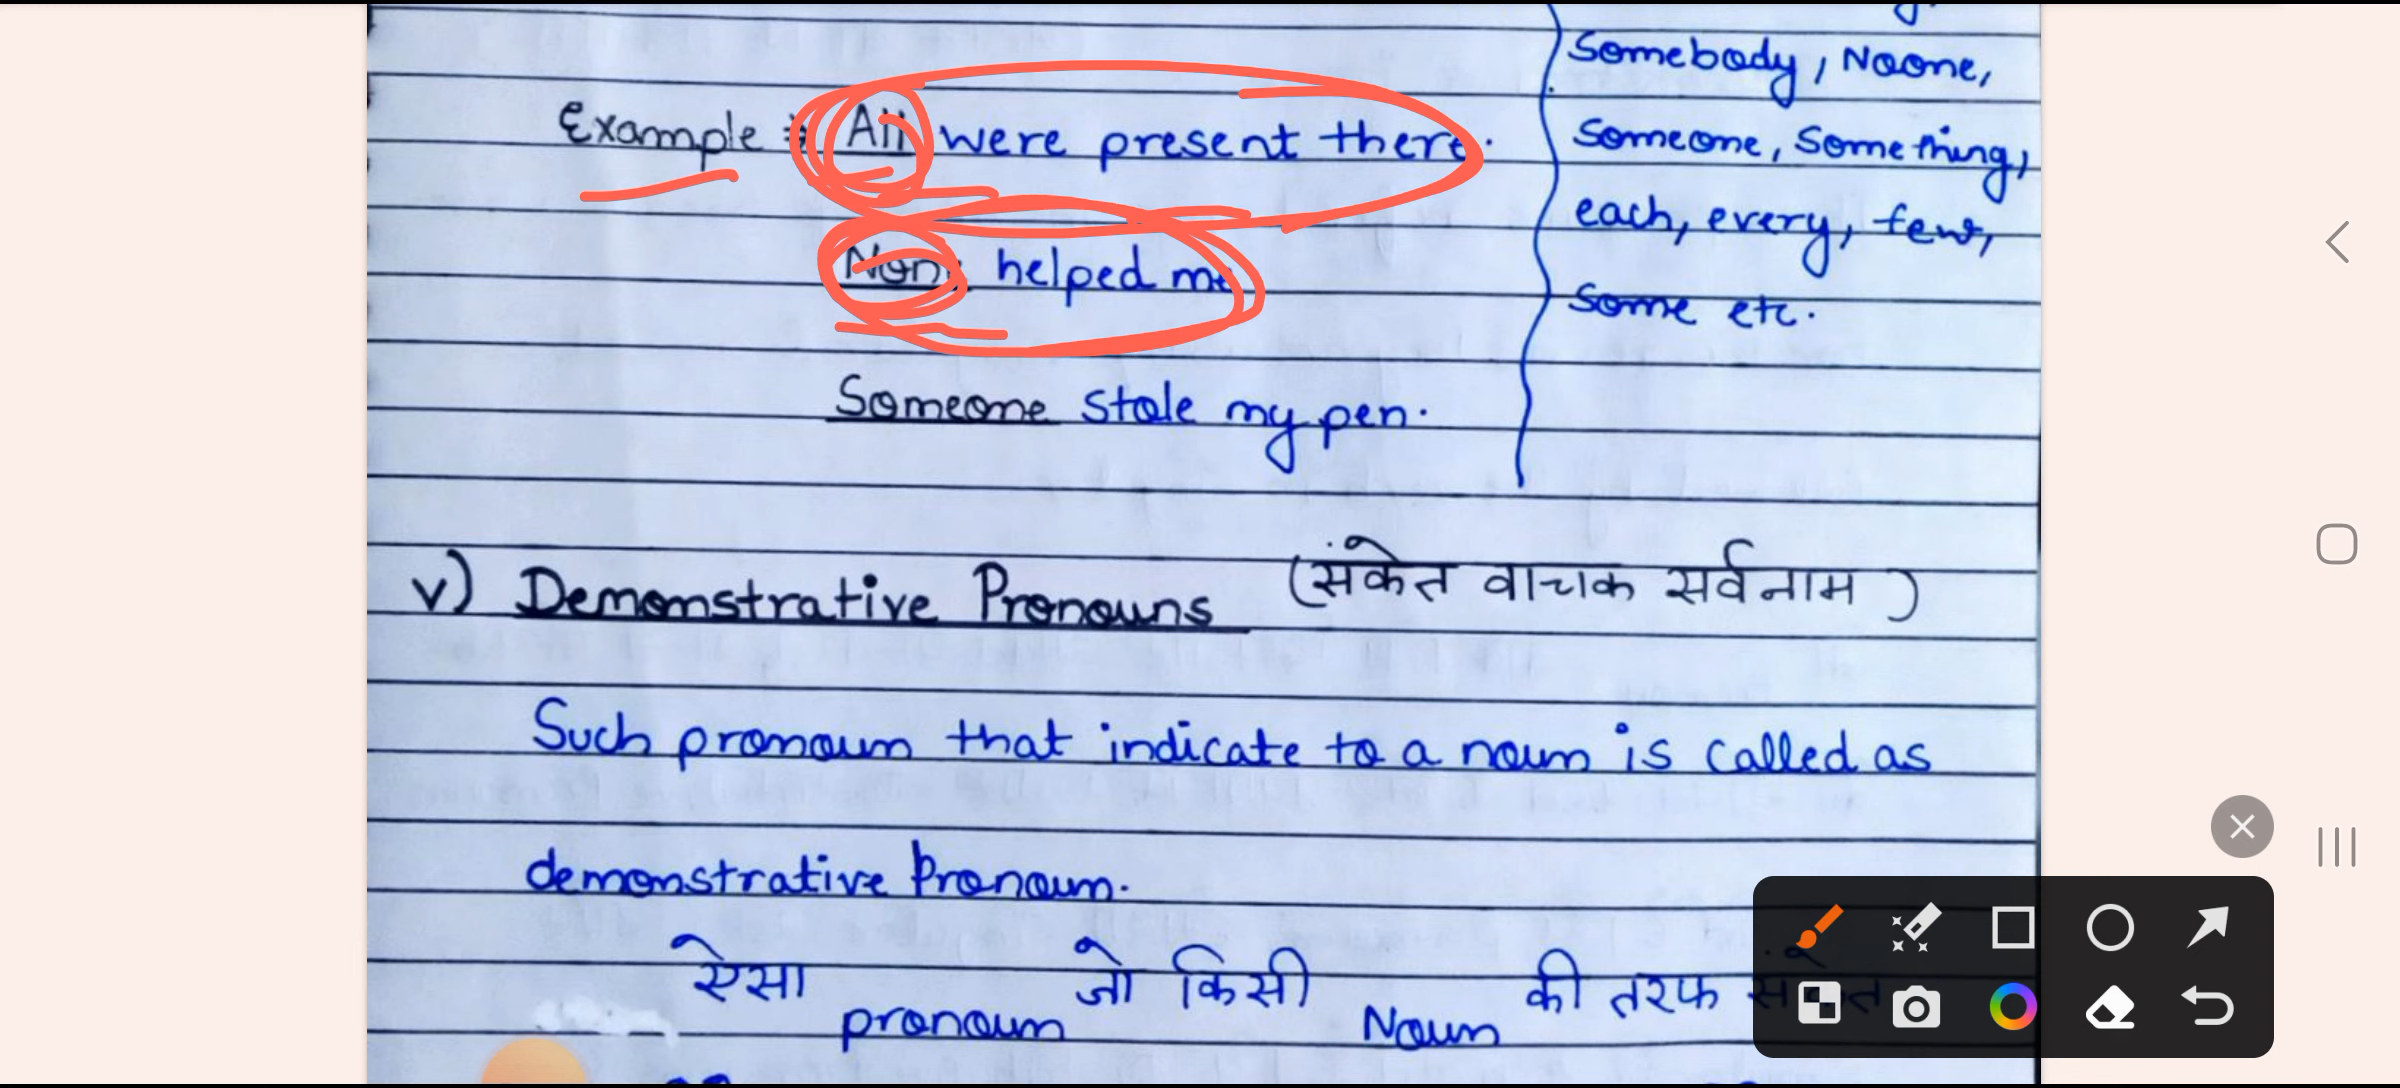 Somebody, Noone,
Example ⇒ All were present there.
Someone, Something,
each, every, few,
None helped me
Some etc.
Someone stole my pen.
v) Demonstrative Pronouns (संकेत वाचक सर्वनाम)
Such pronoun that indicate to a noun is called as
demonstrative Pronoun.
ऐसा pronoun जो किसी Noun की तरफ संकेत